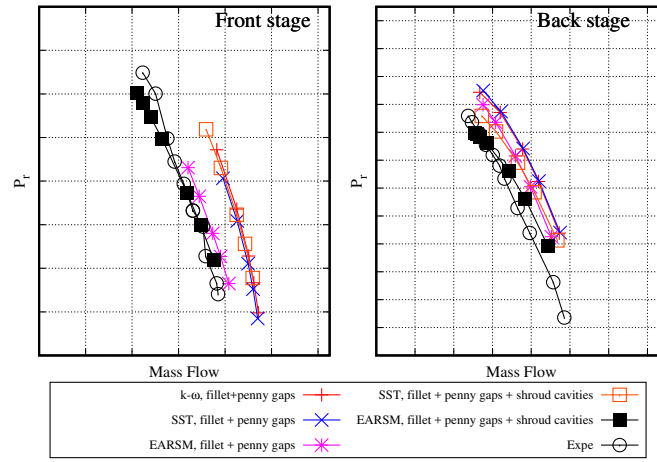 Front stage
Back stage
P_r
P_r
Mass Flow
Mass Flow
k-ω, fillet+penny gaps
SST, fillet + penny gaps + shroud cavities
SST, fillet + penny gaps
EARSM, fillet + penny gaps + shroud cavities
EARSM, fillet + penny gaps
Expe